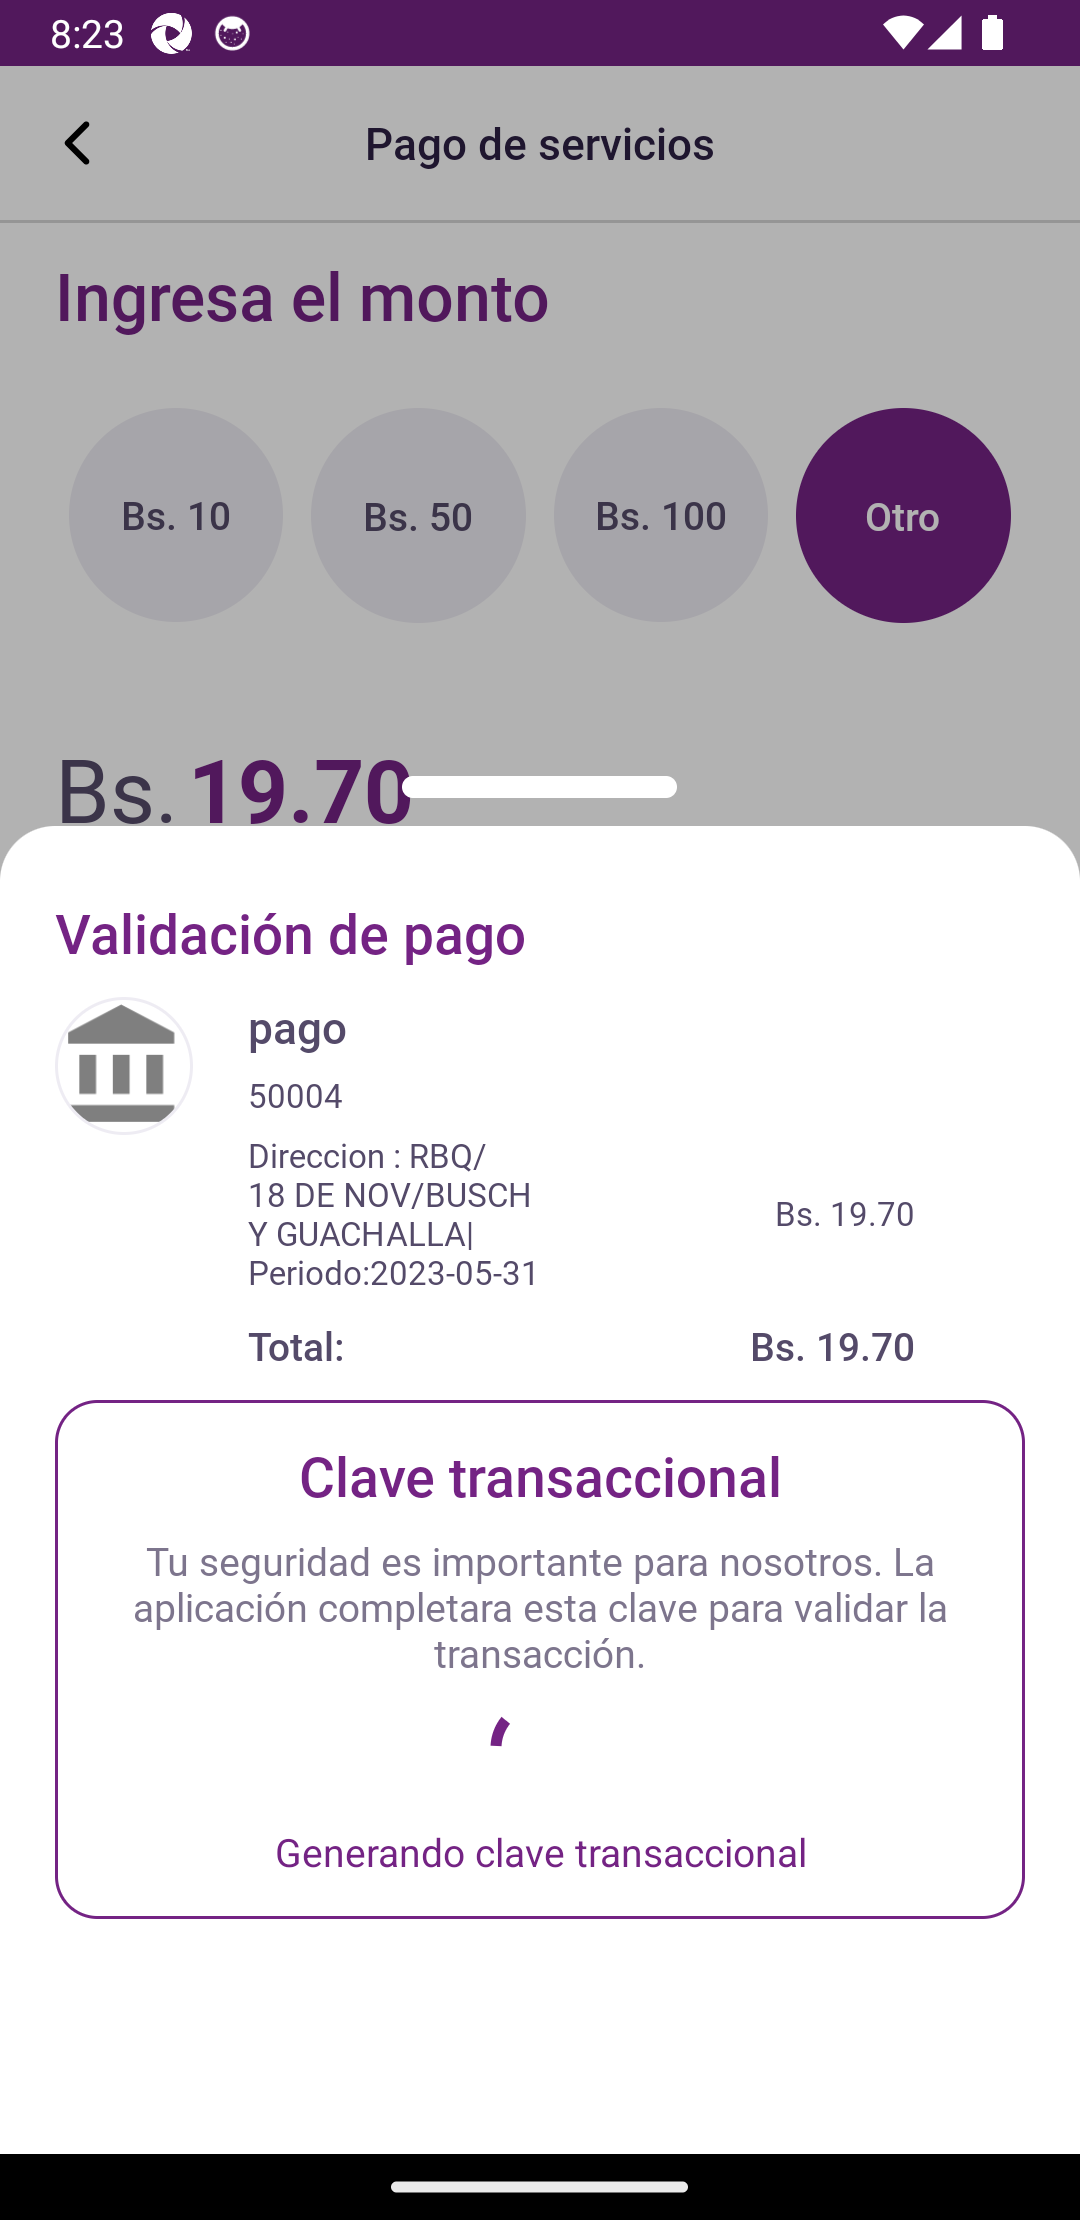 8:23
Pago de servicios
Ingresa el monto
Bs. 10
Bs. 50
Bs. 100
Otro
Bs. 19.70
Validación de pago
pago
50004
Direccion : RBQ/
18 DE NOV/BUSCH
Y GUACHALLA|
Periodo:2023-05-31
Bs. 19.70
Total:
Bs. 19.70
Clave transaccional
Tu seguridad es importante para nosotros. La
aplicación completara esta clave para validar la
transacción.
Generando clave transaccional